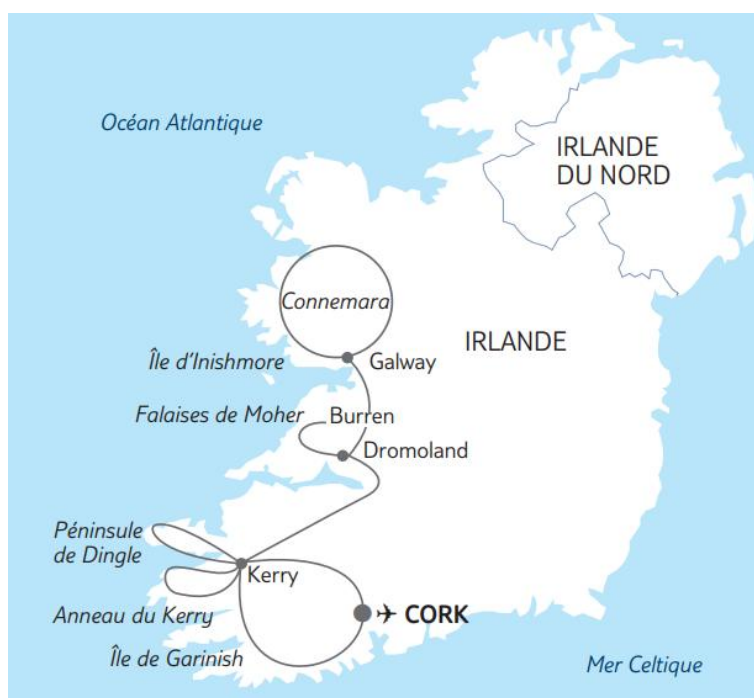 Océan Atlantique
IRLANDE
DU NORD
Connemara
IRLANDE
Île d'Inishmore
Galway
Falaises de Moher
Burren
Dromoland
Péninsule
de Dingle
Kerry
Anneau du Kerry
CORK
Île de Garinish
Mer Celtique